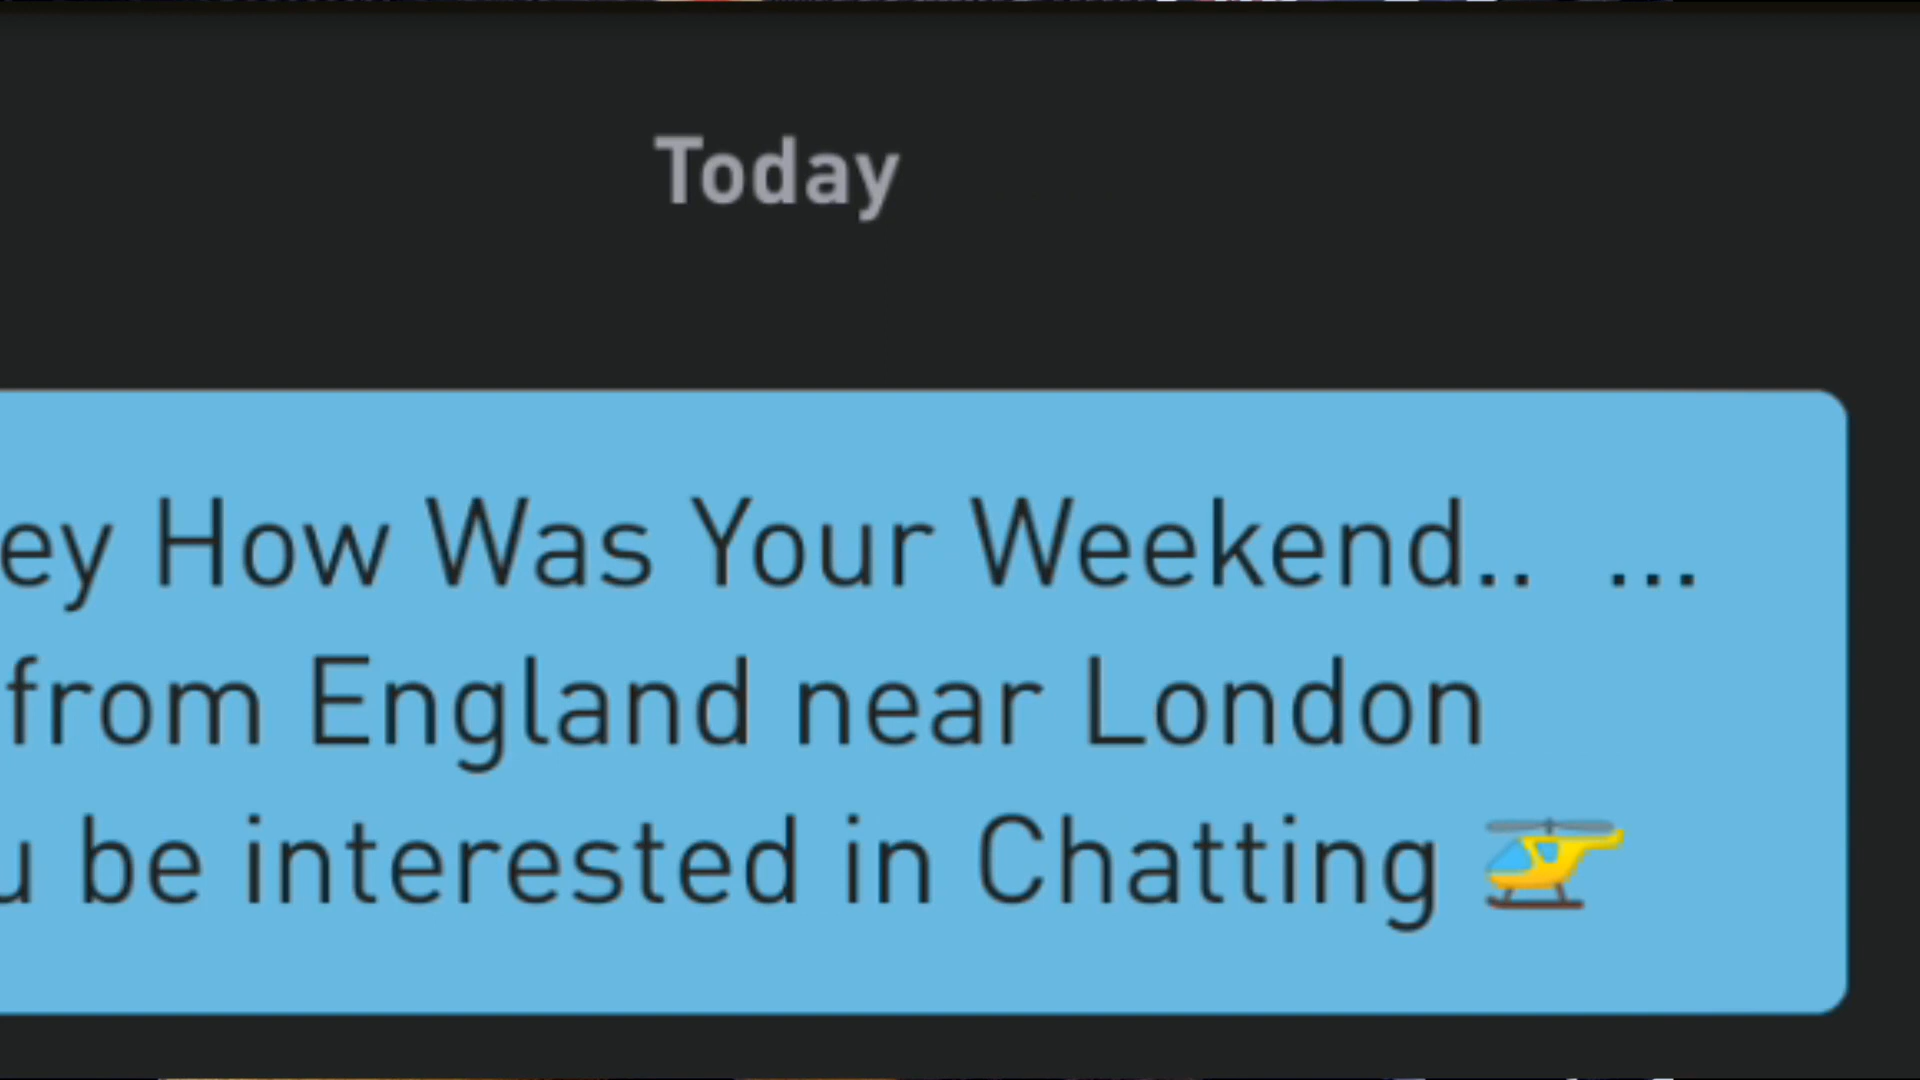 Today
ey How Was Your Weekend.. ...
from England near London
u be interested in Chatting 🚁